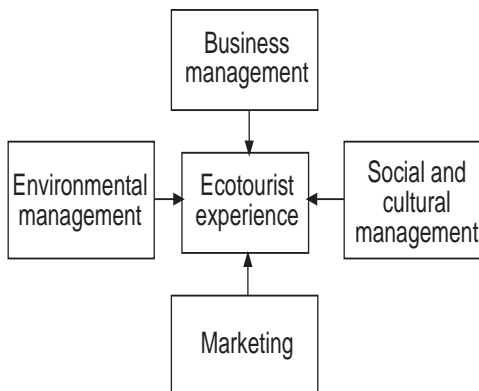 Business
management
Environmental
management
Ecotourist
experience
Social and
cultural
management
Marketing